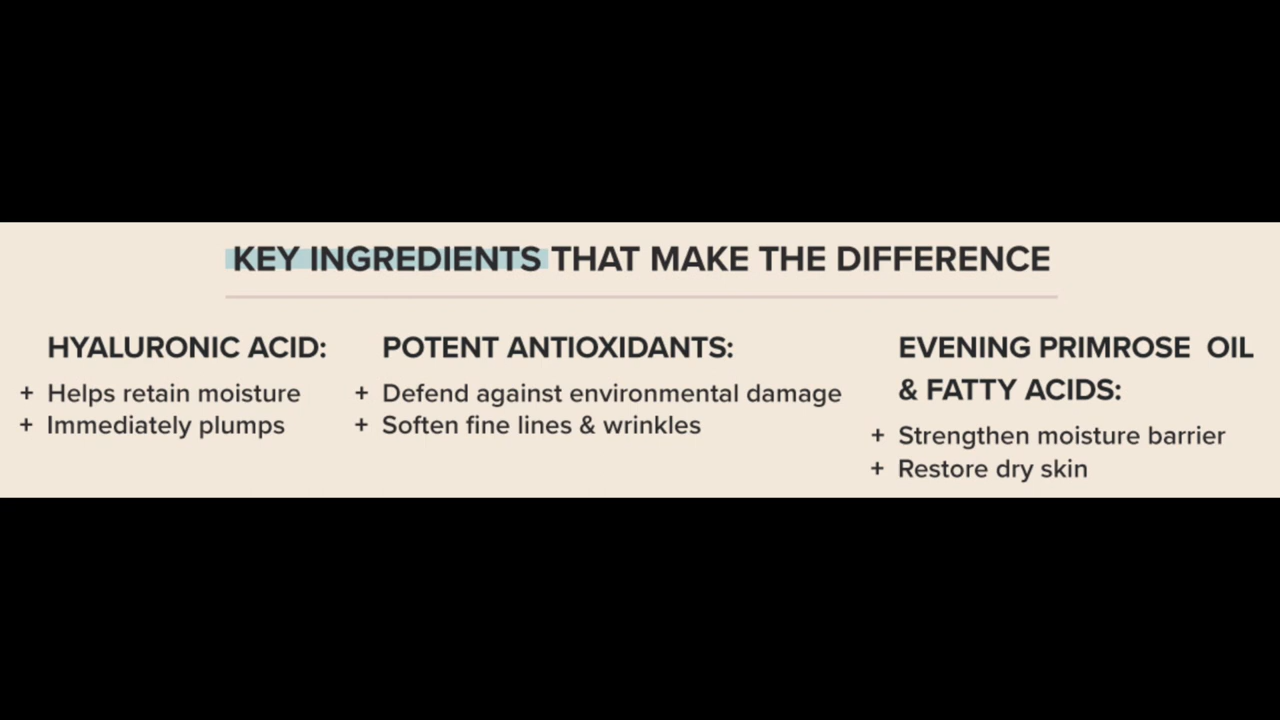 KEY INGREDIENTS THAT MAKE THE DIFFERENCE
HYALURONIC ACID:
+ Helps retain moisture
+ Immediately plumps
POTENT ANTIOXIDANTS:
+ Defend against environmental damage
+ Soften fine lines & wrinkles
EVENING PRIMROSE OIL
& FATTY ACIDS:
+ Strengthen moisture barrier
+ Restore dry skin